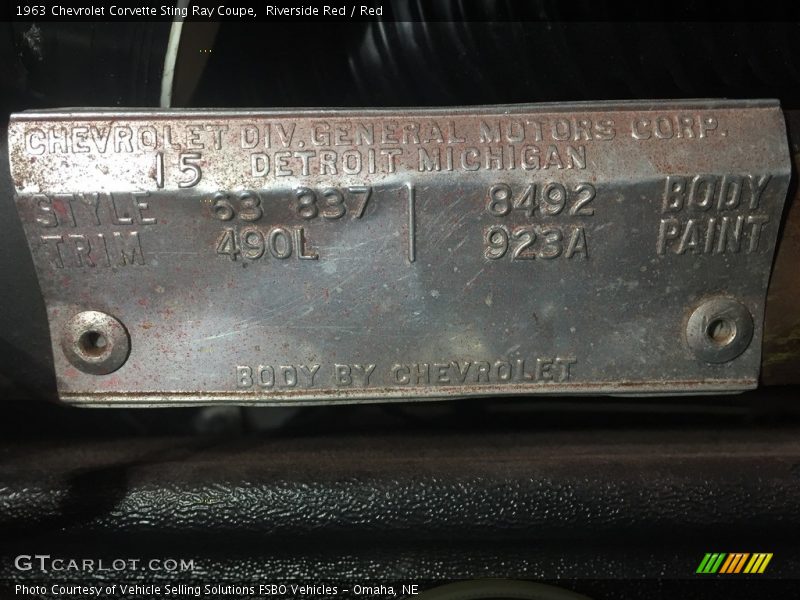 1963 Chevrolet Corvette Sting Ray Coupe, Riverside Red / Red
CHEVROLET DIV. GENERAL MOTORS CORP.
15 DETROIT MICHIGAN
STYLE 63 837 8492 BODY
TRIM 490L 923A PAINT
BODY BY CHEVROLET
GTCARLOT.COM
Photo Courtesy of Vehicle Selling Solutions FSBO Vehicles - Omaha, NE